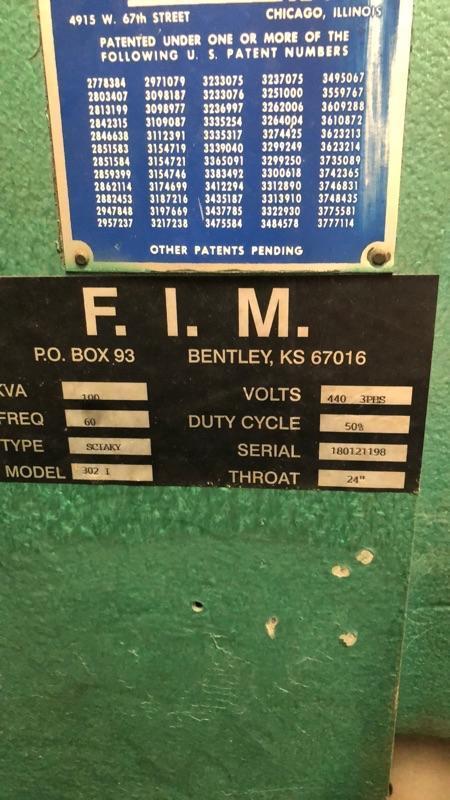 4915 W. 67th STREET CHICAGO, ILLINOIS
PATENTED UNDER ONE OR MORE OF THE
FOLLOWING U. S. PATENT NUMBERS
2778384 2971079 3233075 3237075 3495067
2803407 3098187 3233076 3251000 3559767
2813199 3098977 3236997 3262006 3609288
2842315 3109087 3335254 3264004 3610872
2846638 3112391 3335317 3274425 3623213
2851583 3154719 3339040 3299249 3623214
2851584 3154721 3365091 3299250 3735089
2859399 3154746 3383492 3300618 3742365
2862114 3174699 3412294 3312890 3746831
2882453 3187216 3435187 3313910 3748435
2947848 3197669 3437785 3322930 3775581
2957237 3217238 3475584 3484578 3777114
OTHER PATENTS PENDING
F. I. M.
P.O. BOX 93 BENTLEY, KS 67016
KVA 100 VOLTS 440 3PHS
FREQ 60 DUTY CYCLE 50%
TYPE SCIAKY SERIAL 180121198
MODEL 302 I THROAT 24"